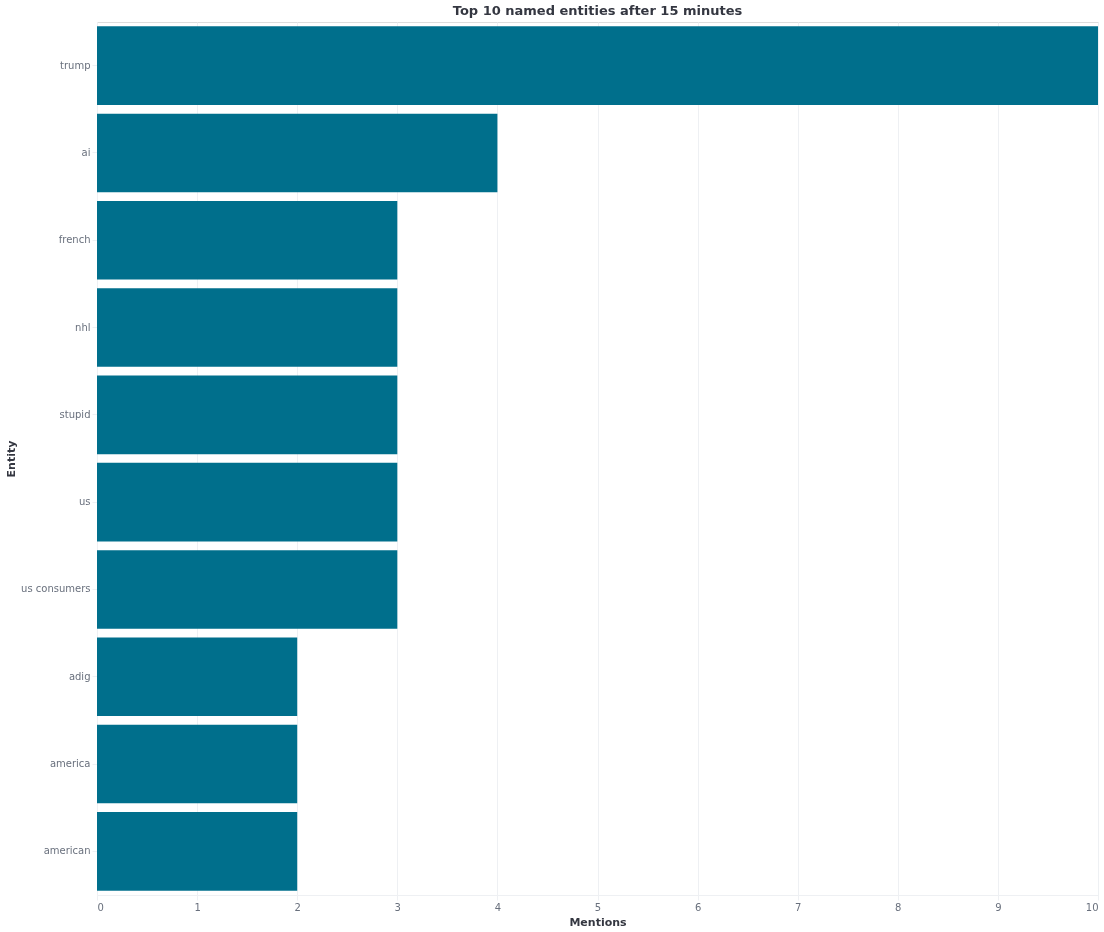 Top 10 named entities after 15 minutes
trump
ai
french
nhl
stupid
us
us consumers
adig
america
american
Entity
0 1 2 3 4 5 6 7 8 9 10
Mentions